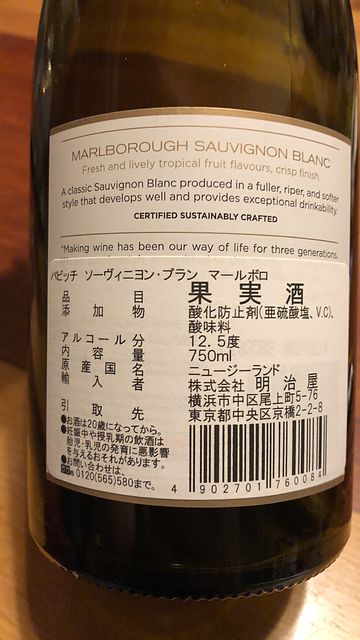 MARLBOROUGH SAUVIGNON BLANC
Fresh and lively tropical fruit flavours, crisp finish.
A classic Sauvignon Blanc produced in a fuller, riper, and softer
style that develops well and provides exceptional drinkability.
CERTIFIED SUSTAINABLY CRAFTED
"Making wine has been our way of life for three generations.
バビッチ ソーヴィニヨン・ブラン マールボロ
品目 果実酒
添加物 酸化防止剤(亜硫酸塩、V.C)、
酸味料
アルコール分 12.5度
内容量 750ml
原産国名 ニュージーランド
輸入者 株式会社 明治屋
横浜市中区尾上町5-76
引取先 東京都中央区京橋2-2-8
●お酒は20歳になってから。
●妊娠中や授乳期の飲酒は
胎児・乳児の発育に悪影響
を与えるおそれがあります。
●お問い合わせは、
0120(565)580まで。
4 902701 760084